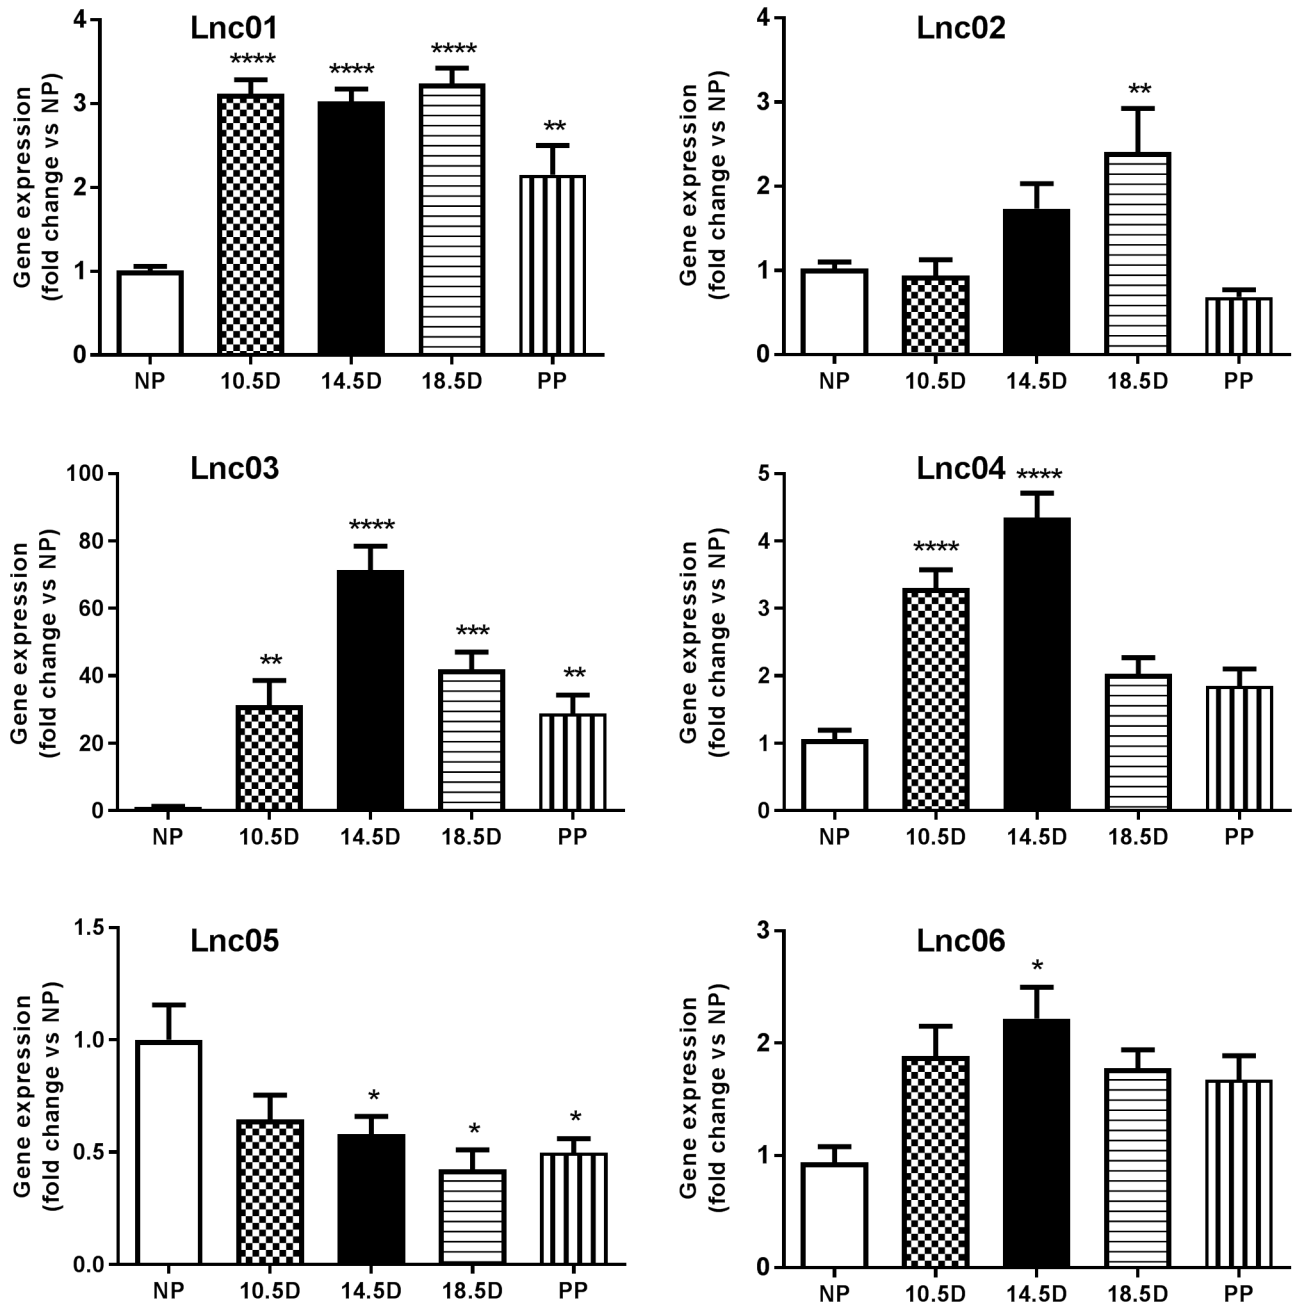 Lnc01
Gene expression
(fold change vs NP)
4
3
2
1
0
****
****
****
**
NP 10.5D 14.5D 18.5D PP
Lnc02
Gene expression
(fold change vs NP)
4
3
2
1
0
**
NP 10.5D 14.5D 18.5D PP
Lnc03
Gene expression
(fold change vs NP)
100
80
60
40
20
0
**
****
***
**
NP 10.5D 14.5D 18.5D PP
Lnc04
Gene expression
(fold change vs NP)
5
4
3
2
1
0
****
****
NP 10.5D 14.5D 18.5D PP
Lnc05
Gene expression
(fold change vs NP)
1.5
1.0
0.5
0.0
*
*
*
NP 10.5D 14.5D 18.5D PP
Lnc06
Gene expression
(fold change vs NP)
3
2
1
0
*
NP 10.5D 14.5D 18.5D PP